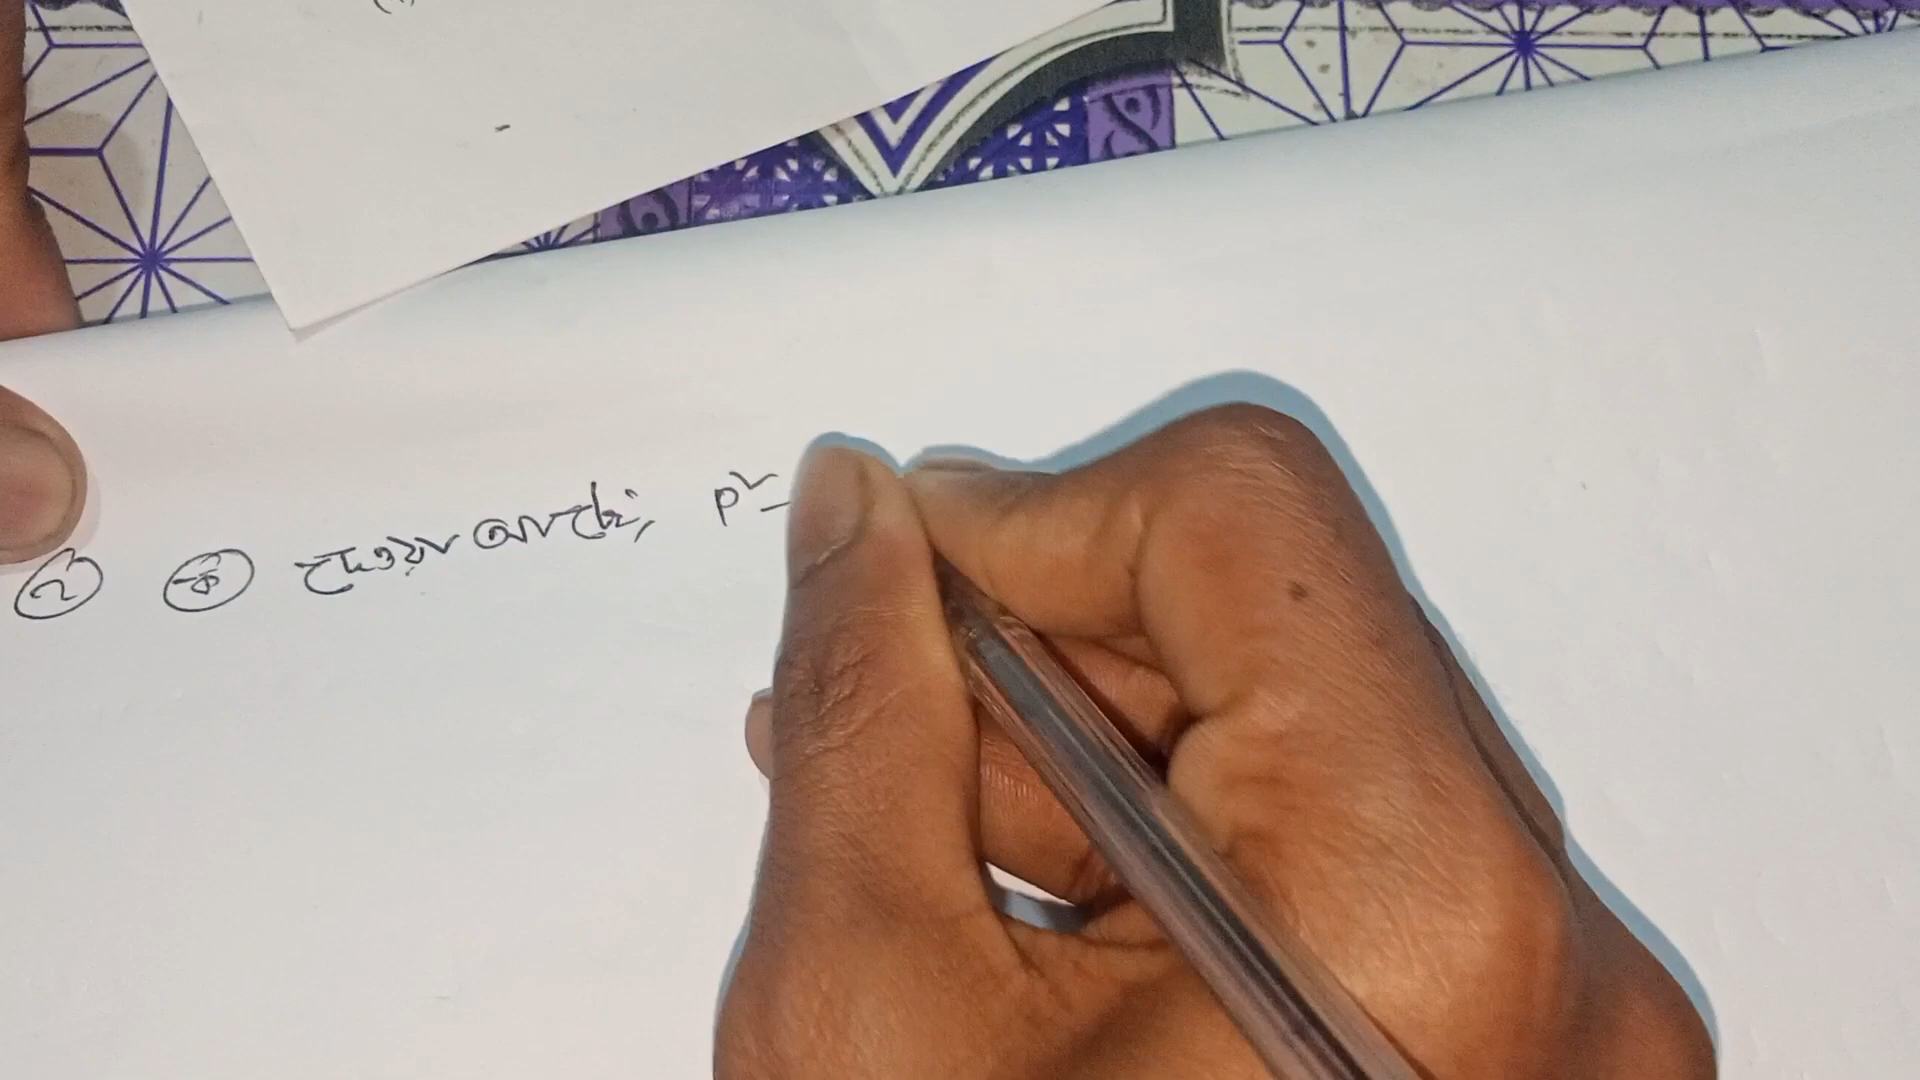 ২ ক দেওয়া আছে, p² –